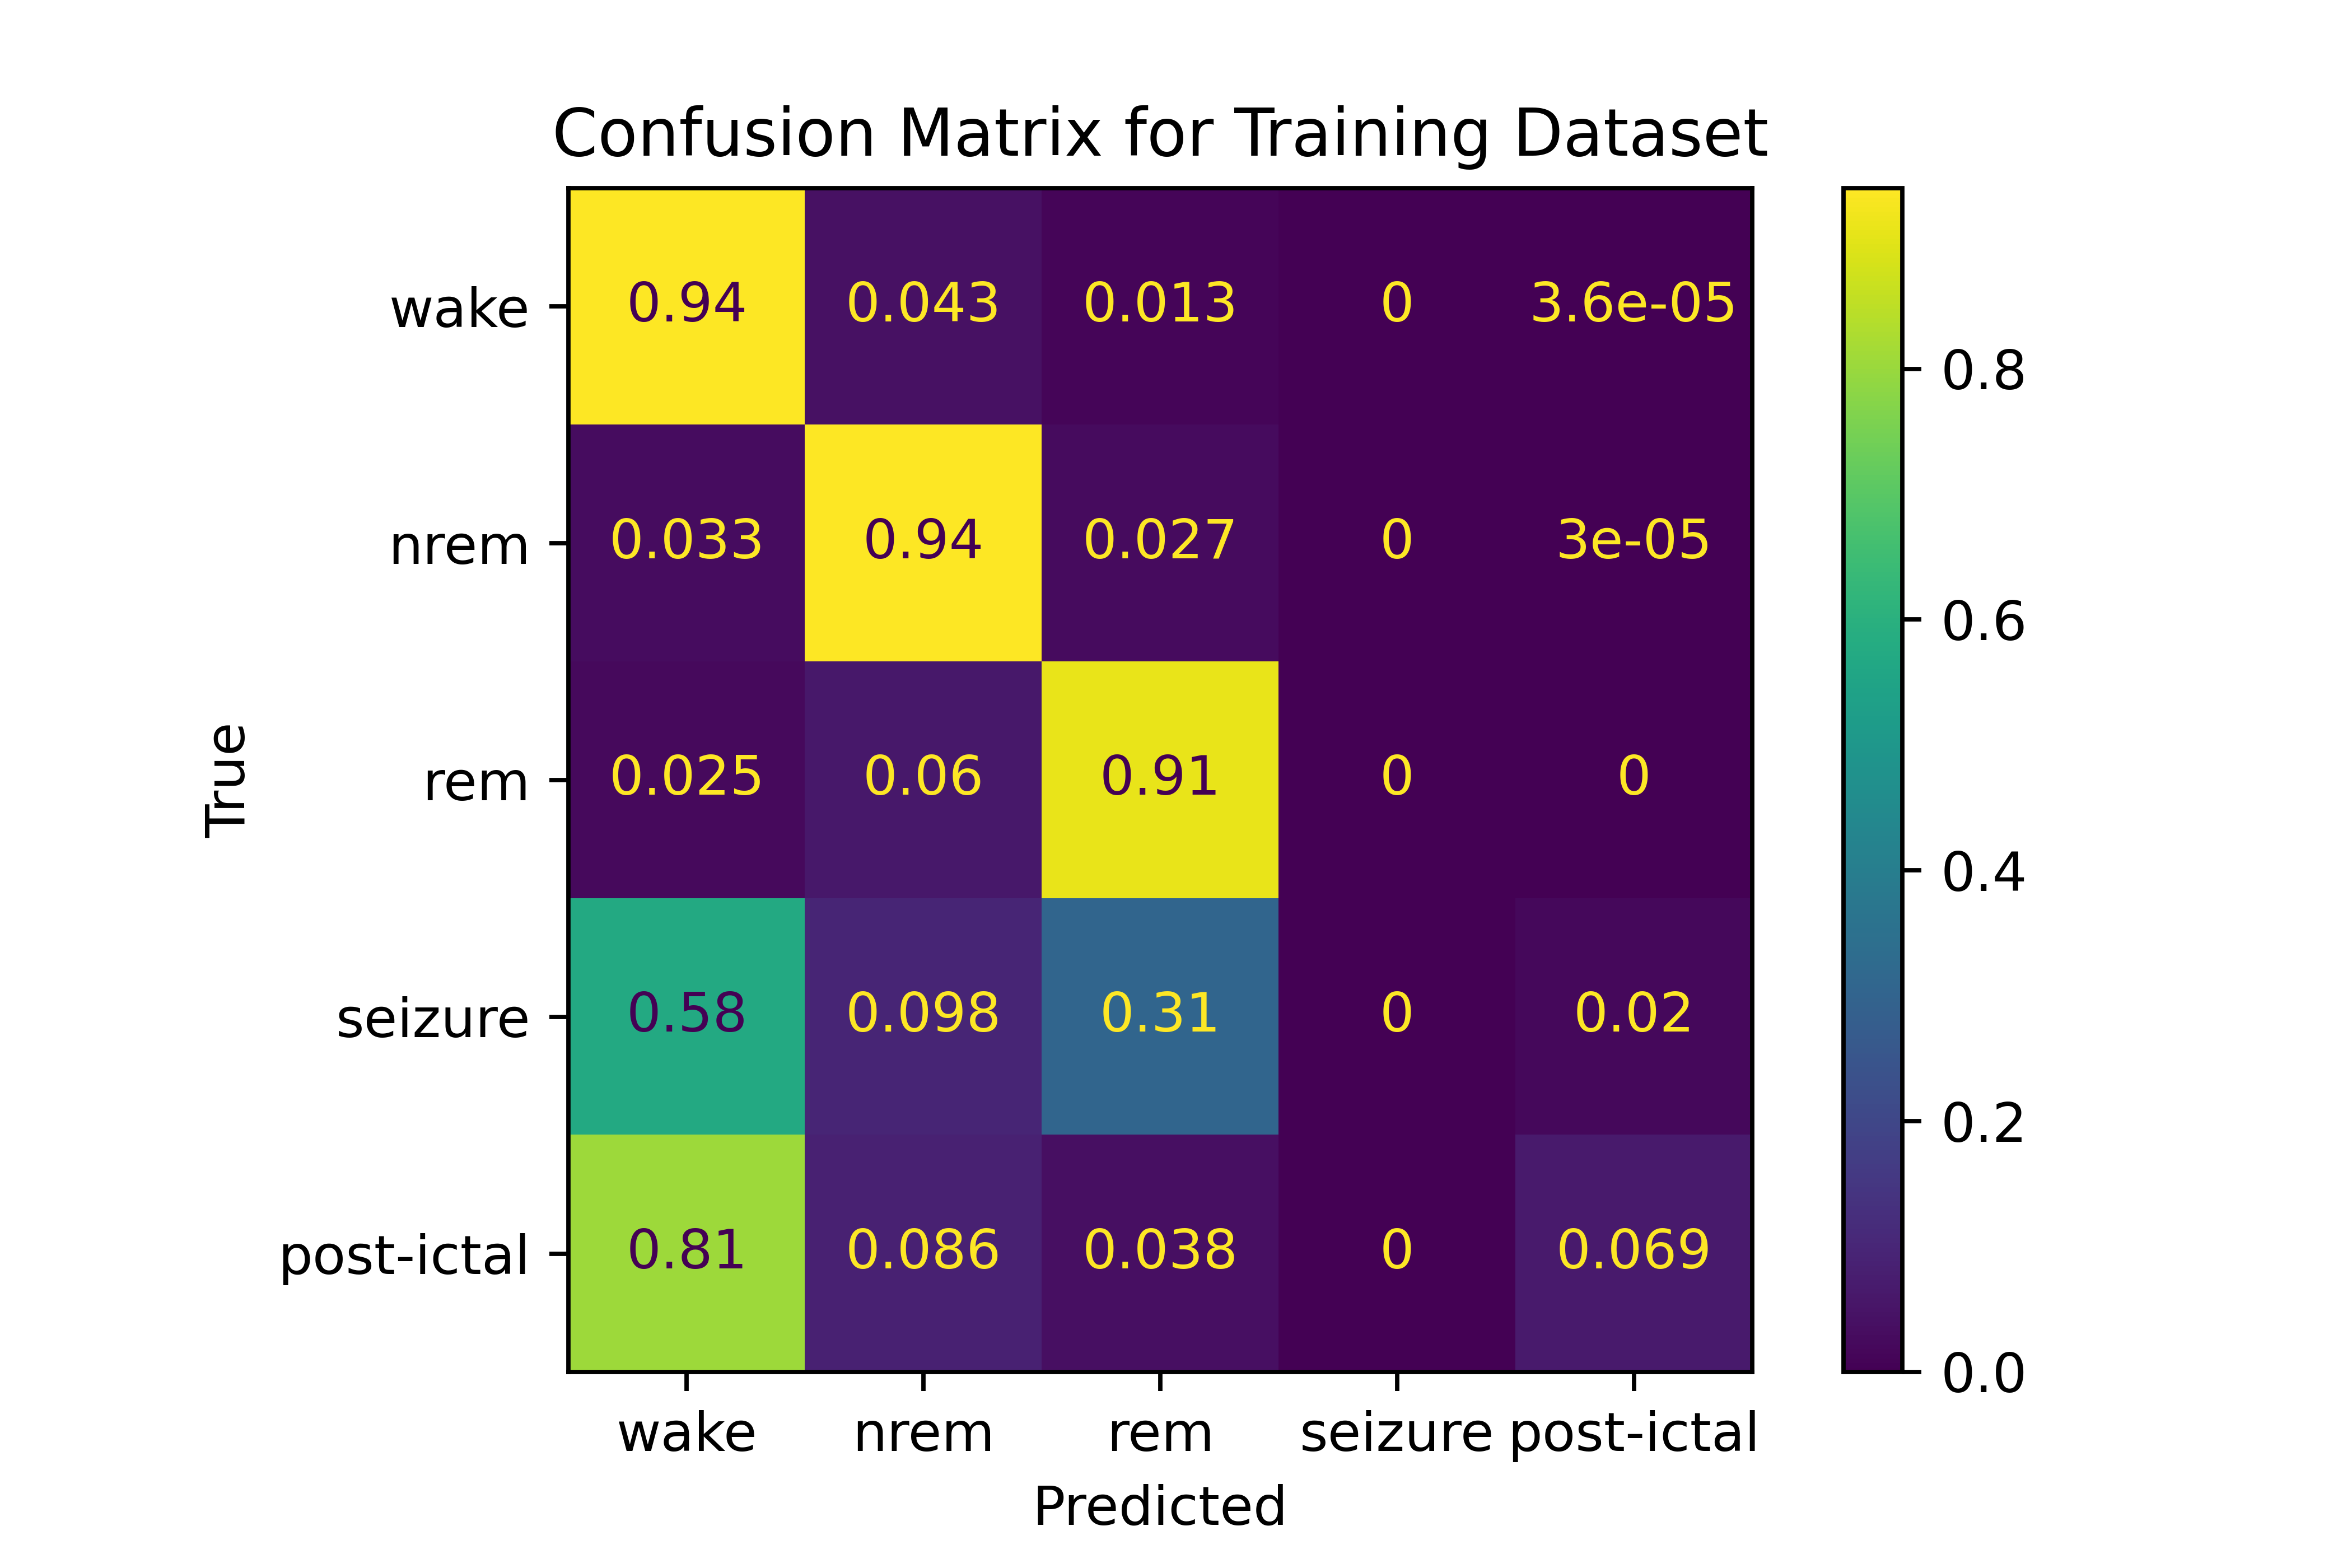 Confusion Matrix for Training Dataset
wake 0.94 0.043 0.013 0 3.6e-05
nrem 0.033 0.94 0.027 0 3e-05
rem 0.025 0.06 0.91 0 0
seizure 0.58 0.098 0.31 0 0.02
post-ictal 0.81 0.086 0.038 0 0.069
True
wake nrem rem seizure post-ictal
Predicted
0.8
0.6
0.4
0.2
0.0